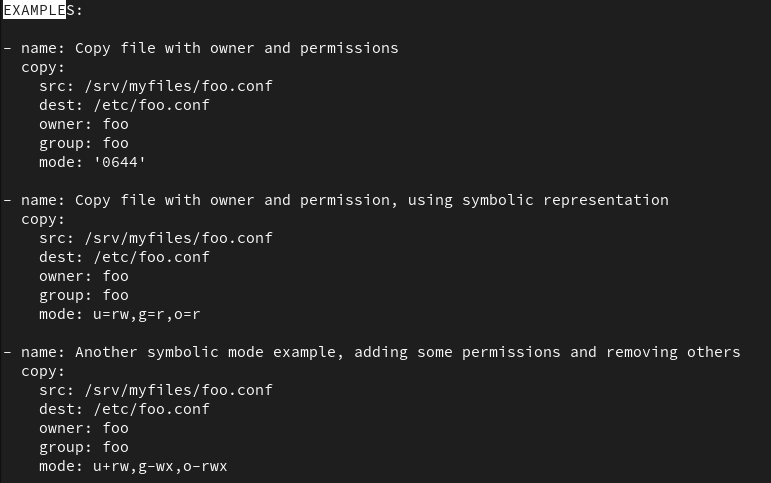 EXAMPLES:

- name: Copy file with owner and permissions
  copy:
    src: /srv/myfiles/foo.conf
    dest: /etc/foo.conf
    owner: foo
    group: foo
    mode: '0644'

- name: Copy file with owner and permission, using symbolic representation
  copy:
    src: /srv/myfiles/foo.conf
    dest: /etc/foo.conf
    owner: foo
    group: foo
    mode: u=rw,g=r,o=r

- name: Another symbolic mode example, adding some permissions and removing others
  copy:
    src: /srv/myfiles/foo.conf
    dest: /etc/foo.conf
    owner: foo
    group: foo
    mode: u+rw,g-wx,o-rwx